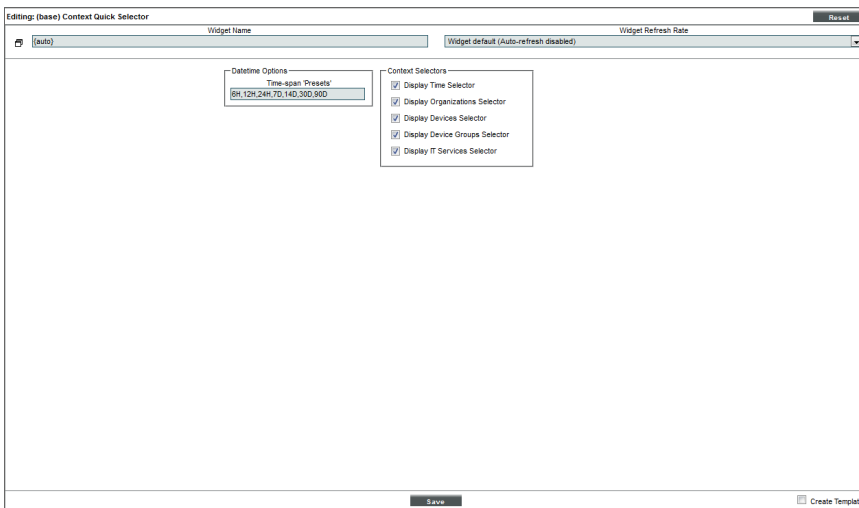 Editing: (base) Context Quick Selector
Reset
Widget Name
Widget Refresh Rate
{auto}
Widget default (Auto-refresh disabled)
Datetime Options
Time-span 'Presets'
6H,12H,24H,7D,14D,30D,90D
Context Selectors
Display Time Selector
Display Organizations Selector
Display Devices Selector
Display Device Groups Selector
Display IT Services Selector
Save
Create Templat